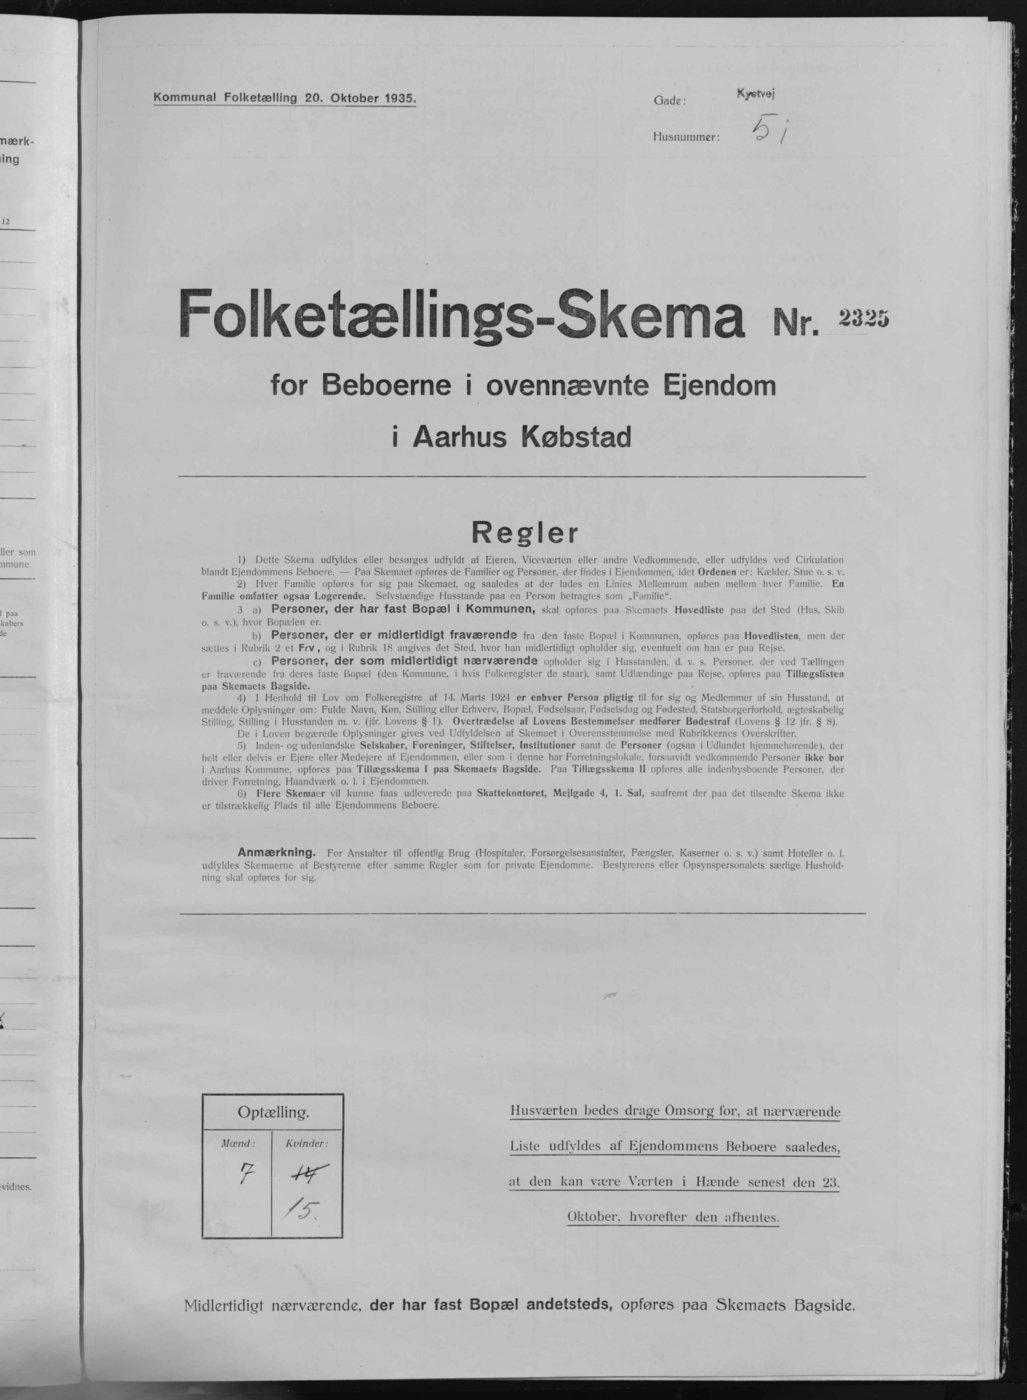 Kommunal Folketælling 20. Oktober 1935.
Gade: Kystvej
Husnummer: 5 i
Folketællings-Skema Nr. 2325
for Beboerne i ovennævnte Ejendom
i Aarhus Købstad
Regler
1) Dette Skema udfyldes eller besørges udfyldt af Ejeren, Viceværten eller andre Vedkommende, eller udfyldes ved Cirkulation
blandt Ejendommens Beboere. — Paa Skemaet opføres de Familier og Personer, der findes i Ejendommen, idet Ordenen er: Kælder, Stue o. s. v.
2) Hver Familie opføres for sig paa Skemaet, og saaledes at der lades en Linies Mellemrum aaben mellem hver Familie. En
Familie omfatter ogsaa Logerende. Selvstændige Husstande paa en Person betragtes som „Familie“.
3 a) Personer, der har fast Bopæl i Kommunen, skal opføres paa Skemaets Hovedliste paa det Sted (Hus, Skib
o. s. v.), hvor Bopælen er.
b) Personer, der er midlertidigt fraværende fra den faste Bopæl i Kommunen, opføres paa Hovedlisten, men der
sættes i Rubrik 2 et Frv, og i Rubrik 18 angives det Sted, hvor han midlertidigt opholder sig, eventuelt om han er paa Rejse.
c) Personer, der som midlertidigt nærværende opholder sig i Husstanden, d. v. s. Personer, der ved Tællingen
er fraværende fra deres faste Bopæl (den Kommune, i hvis Folkeregister de staar), samt Udlændinge paa Rejse, opføres paa Tillægslisten
paa Skemaets Bagside.
4) I Henhold til Lov om Folkeregistre af 14. Marts 1924 er enhver Person pligtig til for sig og Medlemmer af sin Husstand, at
meddele Oplysninger om: Fulde Navn, Køn, Stilling eller Erhverv, Bopæl, Fødselsaar, Fødselsdag og Fødested, Statsborgerforhold, ægteskabelig
Stilling, Stilling i Husstanden m. v. (jfr. Lovens § 1). Overtrædelse af Lovens Bestemmelser medfører Bødestraf (Lovens § 12 jfr. § 8).
De i Loven begærede Oplysninger gives ved Udfyldelsen af Skemaet i Overensstemmelse med Rubrikkernes Overskrifter.
5) Inden- og udenlandske Selskaber, Foreninger, Stiftelser, Institutioner samt de Personer (ogsaa i Udlandet hjemmehørende), der
helt eller delvis er Ejere eller Medejere af Ejendommen, eller som i denne har Forretningslokale, forsaavidt vedkommende Personer ikke bor
i Aarhus Kommune, opføres paa Tillægsskema I paa Skemaets Bagside. Paa Tillægsskema II opføres alle indenbysboende Personer, der
driver Forretning, Haandværk o. l. i Ejendommen.
6) Flere Skemaer vil kunne faas udleverede paa Skattekontoret, Mejlgade 4, 1. Sal, saafremt der paa det tilsendte Skema ikke
er tilstrækkelig Plads til alle Ejendommens Beboere.
Anmærkning. For Anstalter til offentlig Brug (Hospitaler, Forsørgelsesanstalter, Fængsler, Kaserner o. s. v.) samt Hoteller o. l.
udfyldes Skemaerne af Bestyrerne efter samme Regler som for private Ejendomme. Bestyrerens eller Opsynspersonalets særlige Hushold-
ning skal opføres for sig.
Optælling.
Mænd: Kvinder:
7 14
15.
Husværten bedes drage Omsorg for, at nærværende
Liste udfyldes af Ejendommens Beboere saaledes,
at den kan være Værten i Hænde senest den 23.
Oktober, hvorefter den afhentes.
Midlertidigt nærværende, der har fast Bopæl andetsteds, opføres paa Skemaets Bagside.
mærk-
ing
12
ller som
mmune.
l paa
kabers
de
vidnes.